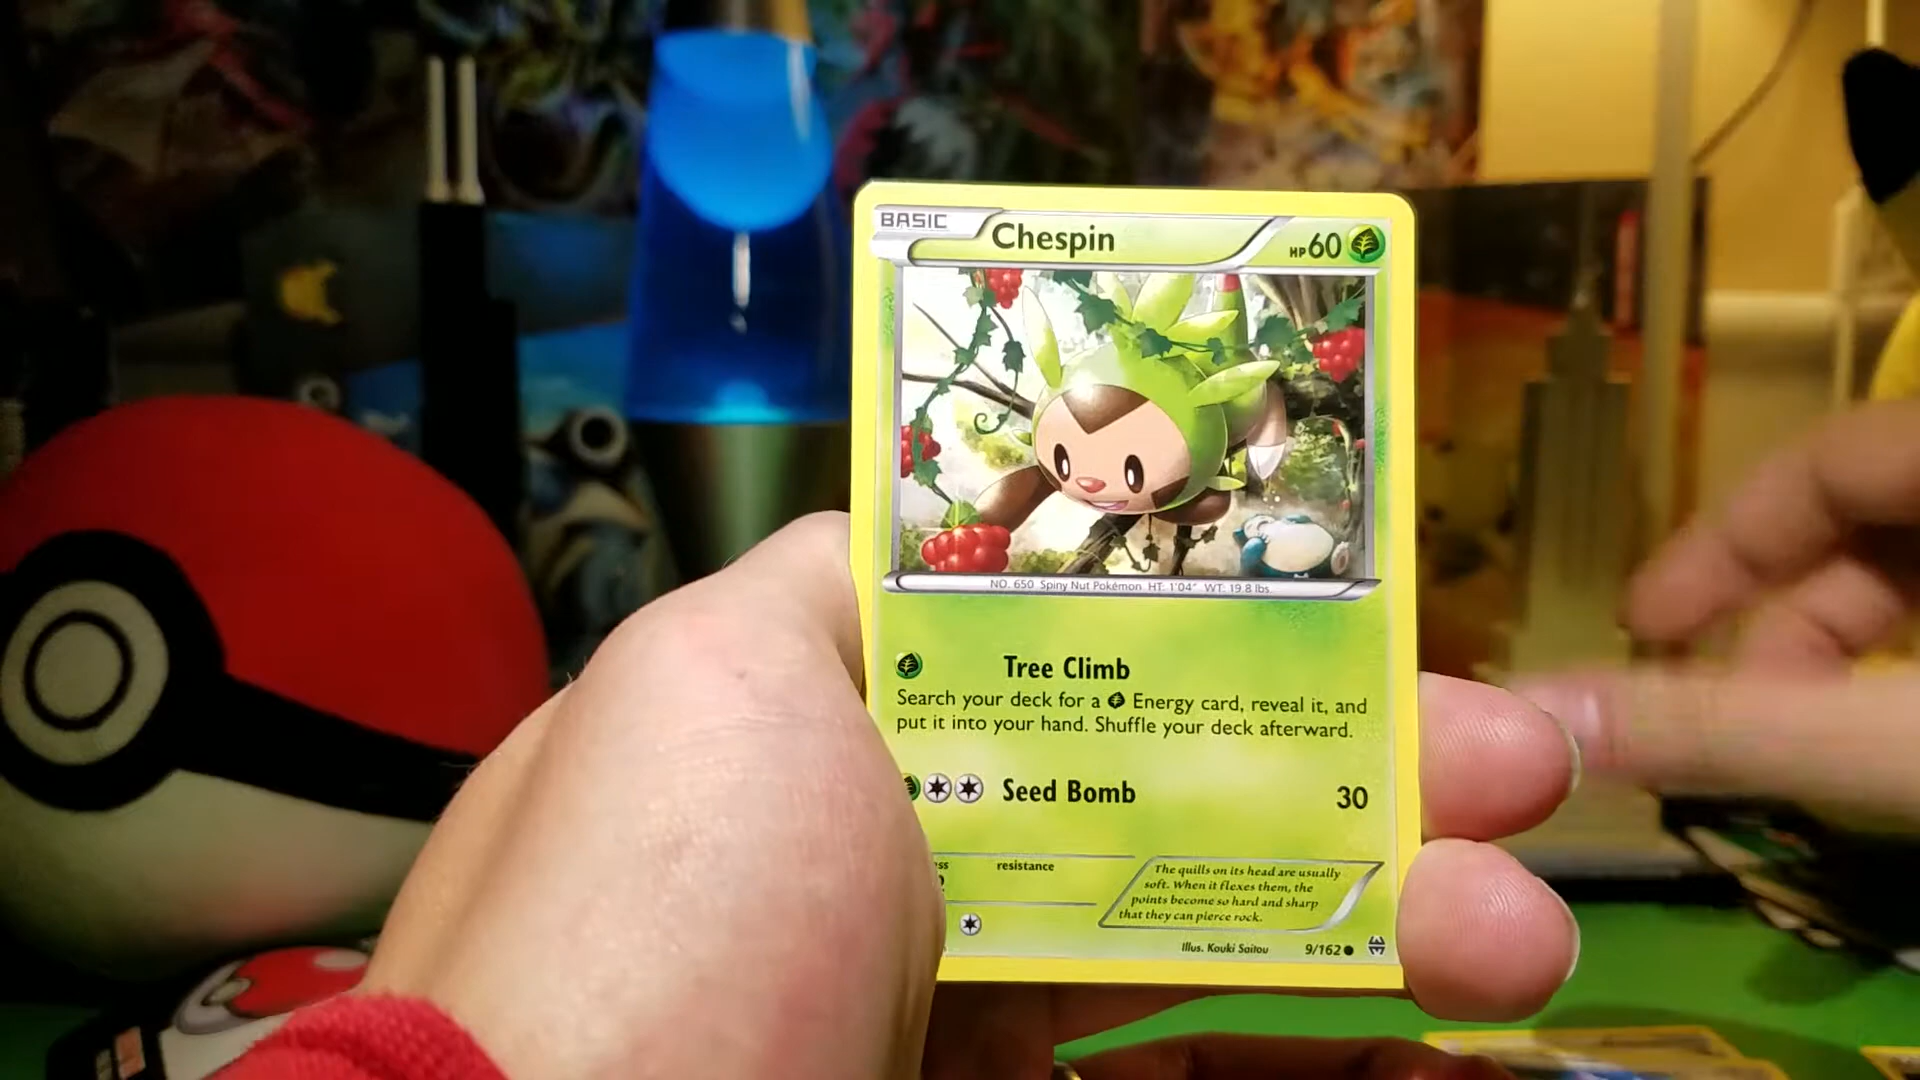 BASIC Chespin HP60
NO. 650 Spiny Nut Pokémon HT: 1'04" WT: 19.8 lbs.
Tree Climb
Search your deck for a Energy card, reveal it, and
put it into your hand. Shuffle your deck afterward.
Seed Bomb 30
resistance
The quills on its head are usually
soft. When it flexes them, the
points become so hard and sharp
that they can pierce rock.
Illus. Kouki Saitou 9/162